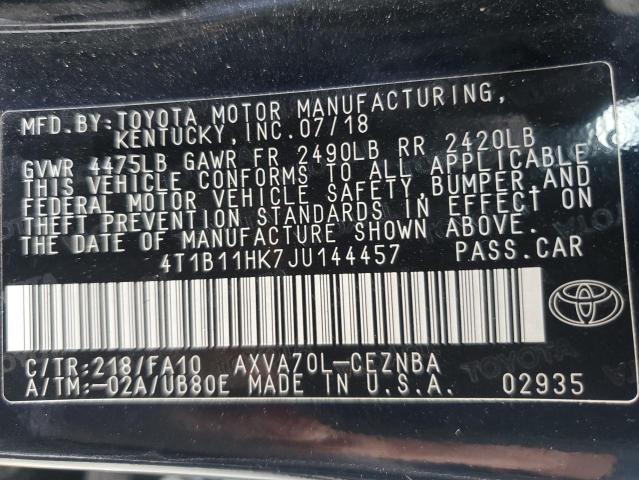 MFD. BY: TOYOTA MOTOR MANUFACTURING,
KENTUCKY, INC. 07/18
GVWR 4475LB GAWR FR 2490LB RR 2420LB
THIS VEHICLE CONFORMS TO ALL APPLICABLE
FEDERAL MOTOR VEHICLE SAFETY, BUMPER, AND
THEFT PREVENTION STANDARDS IN EFFECT ON
THE DATE OF MANUFACTURE SHOWN ABOVE.
4T1B11HK7JU144457 PASS.CAR
C/TR:218/FA10 AXVA70L-CEZNBA
A/TM:-02A/UB80E MADE IN U.S.A. 02935